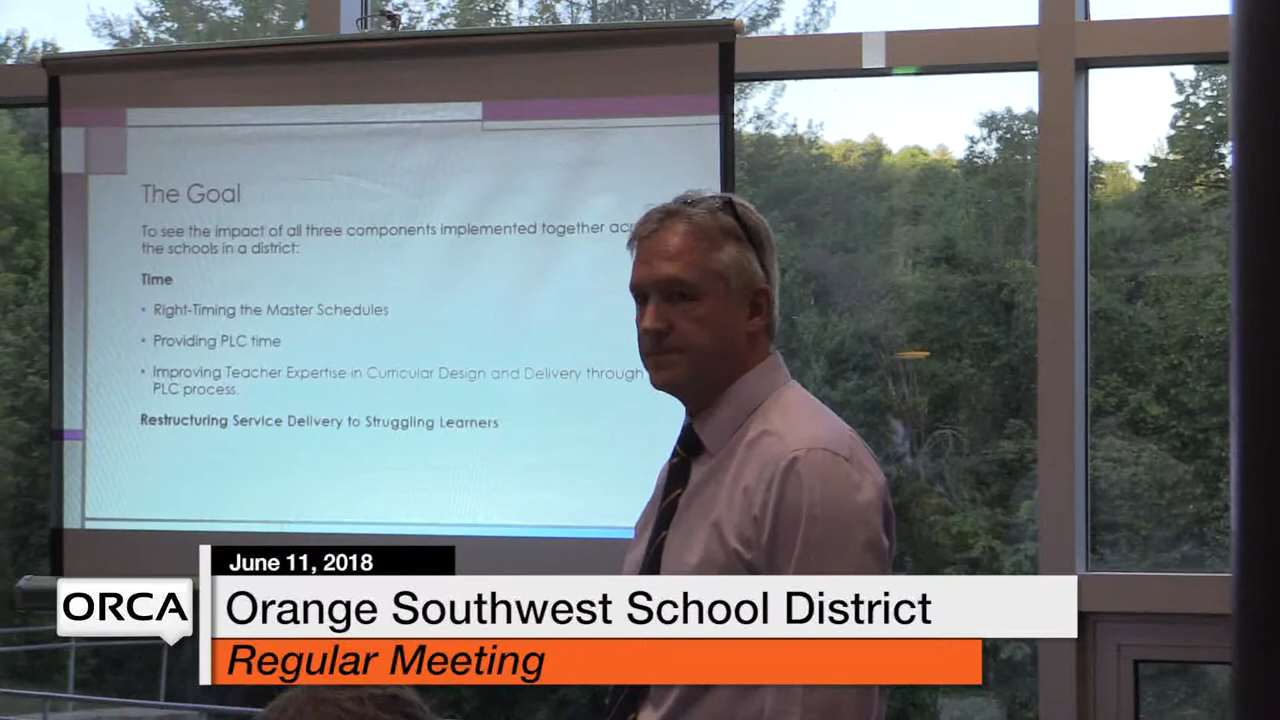 The Goal
To see the impact of all three components implemented together
the schools in a district:
Time
• Right-Timing the Master Schedules
• Providing PLC time
• Improving Teacher Expertise in Curricular Design and Delivery through
PLC process.
Restructuring Service Delivery to Struggling Learners
June 11, 2018
ORCA
Orange Southwest School District
Regular Meeting